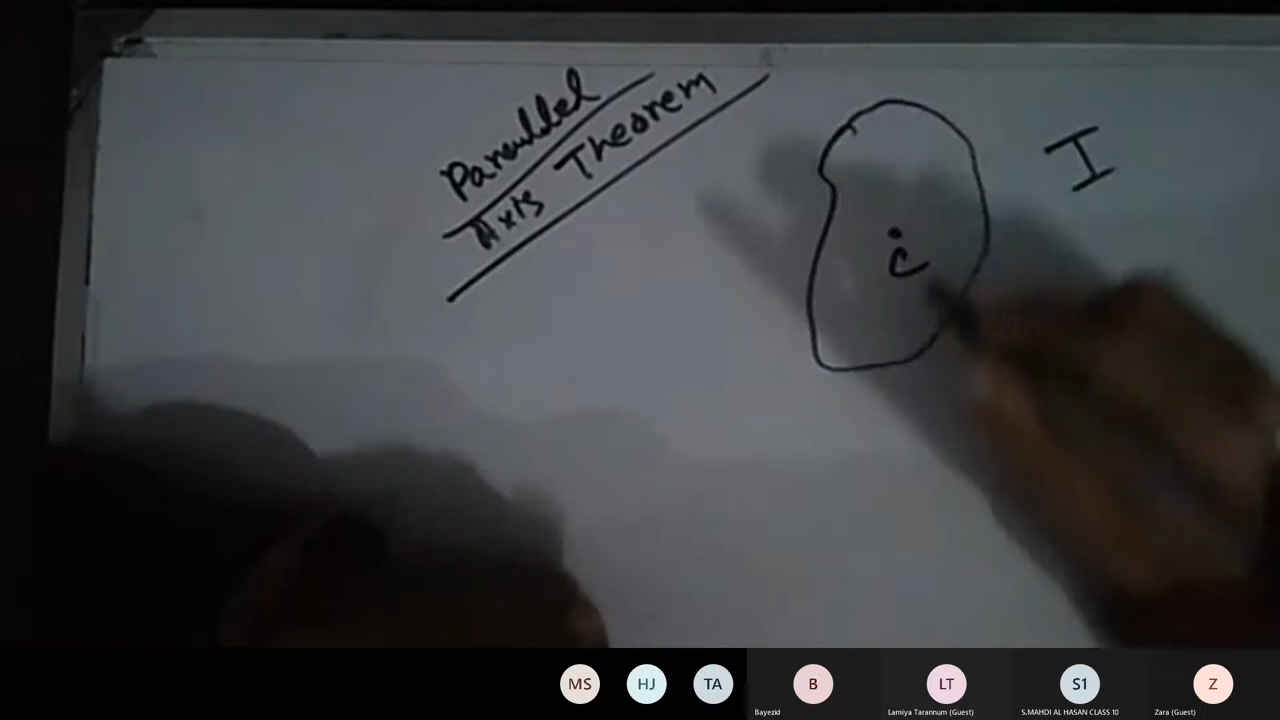 Parallel
Axis Theorem
I
c
MS
HJ
TA
B
LT
S1
Z
Bayezid
Lamiya Tarannum (Guest)
S.MAHDI AL HASAN CLASS 10
Zara (Guest)